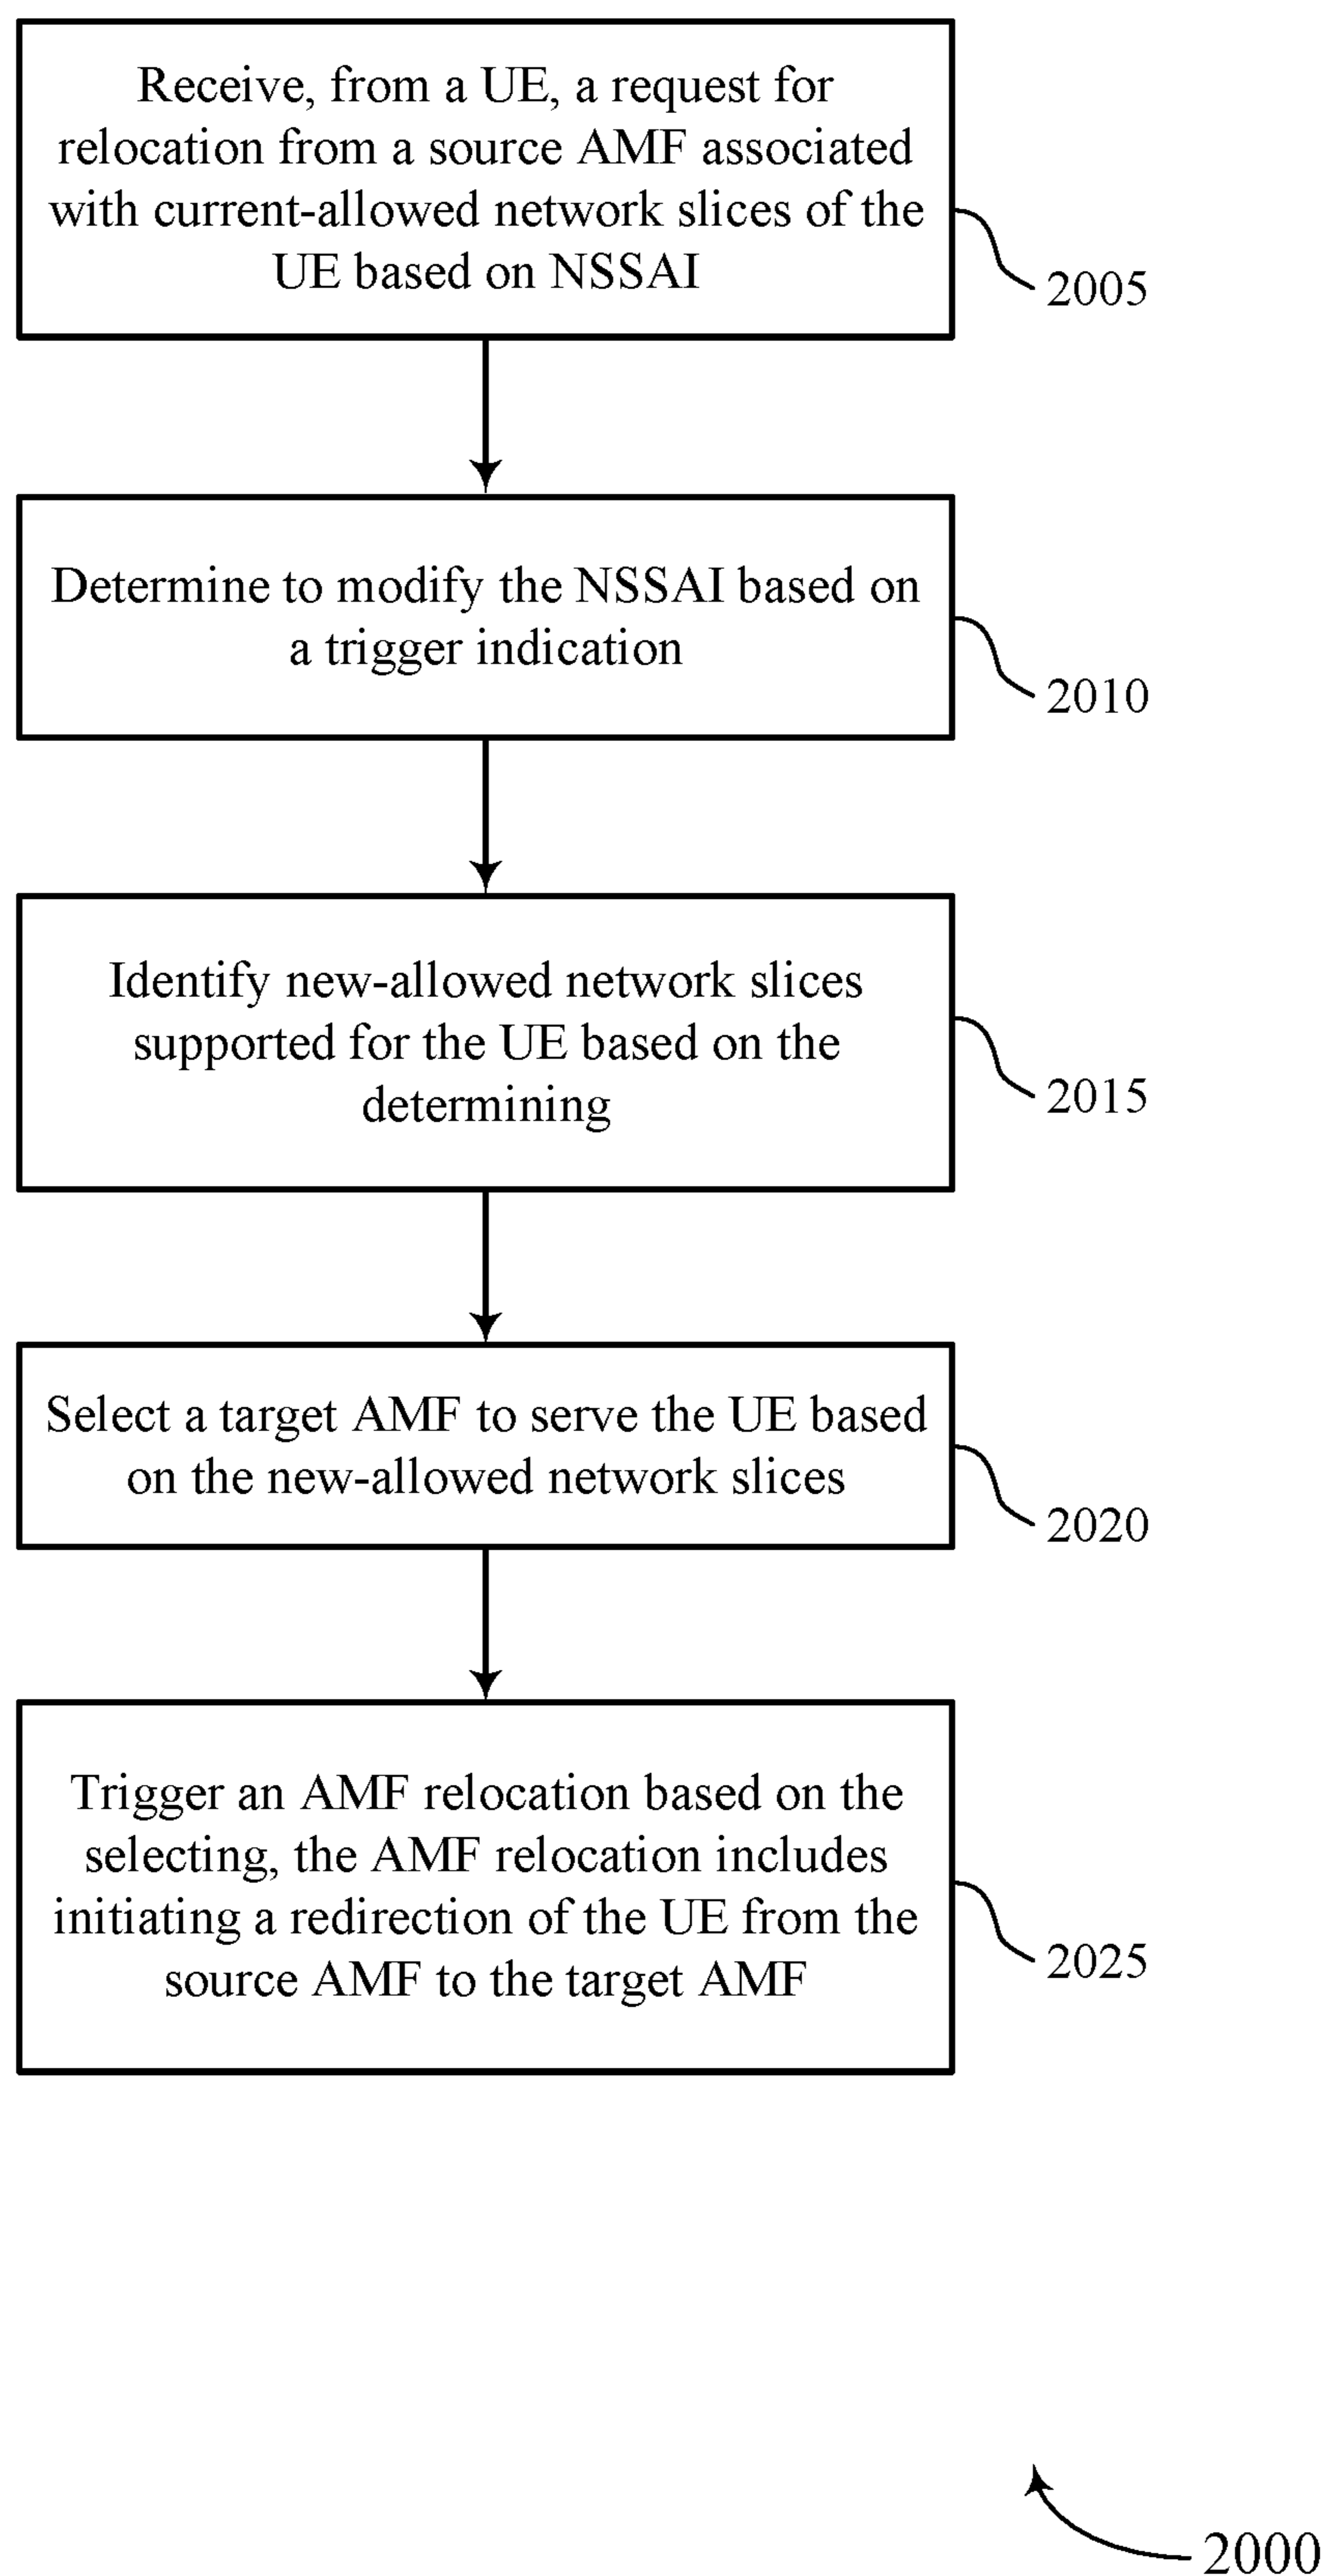 Receive, from a UE, a request for
relocation from a source AMF associated
with current-allowed network slices of the
UE based on NSSAI
2005
Determine to modify the NSSAI based on
a trigger indication
2010
Identify new-allowed network slices
supported for the UE based on the
determining
2015
Select a target AMF to serve the UE based
on the new-allowed network slices
2020
Trigger an AMF relocation based on the
selecting, the AMF relocation includes
initiating a redirection of the UE from the
source AMF to the target AMF
2025
2000